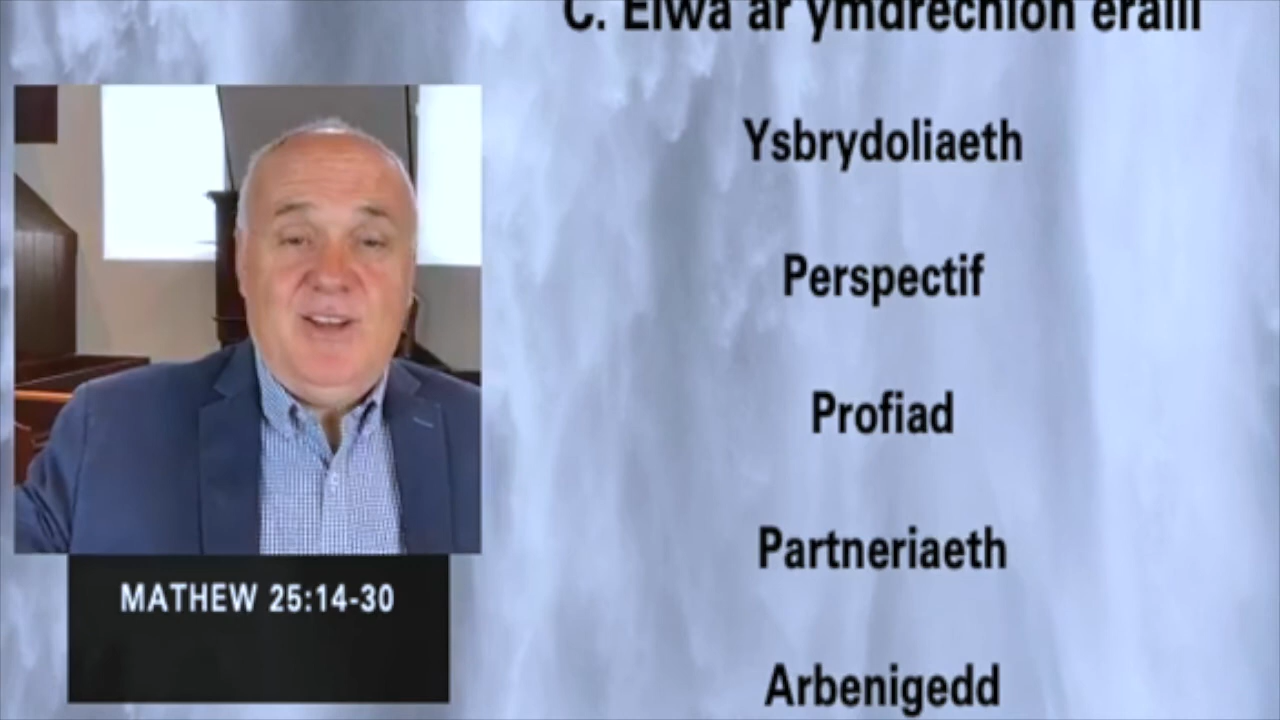 C. Elwa ar ymdrechion eraill
Ysbrydoliaeth
Perspectif
Profiad
Partneriaeth
Arbenigedd
MATHEW 25:14-30